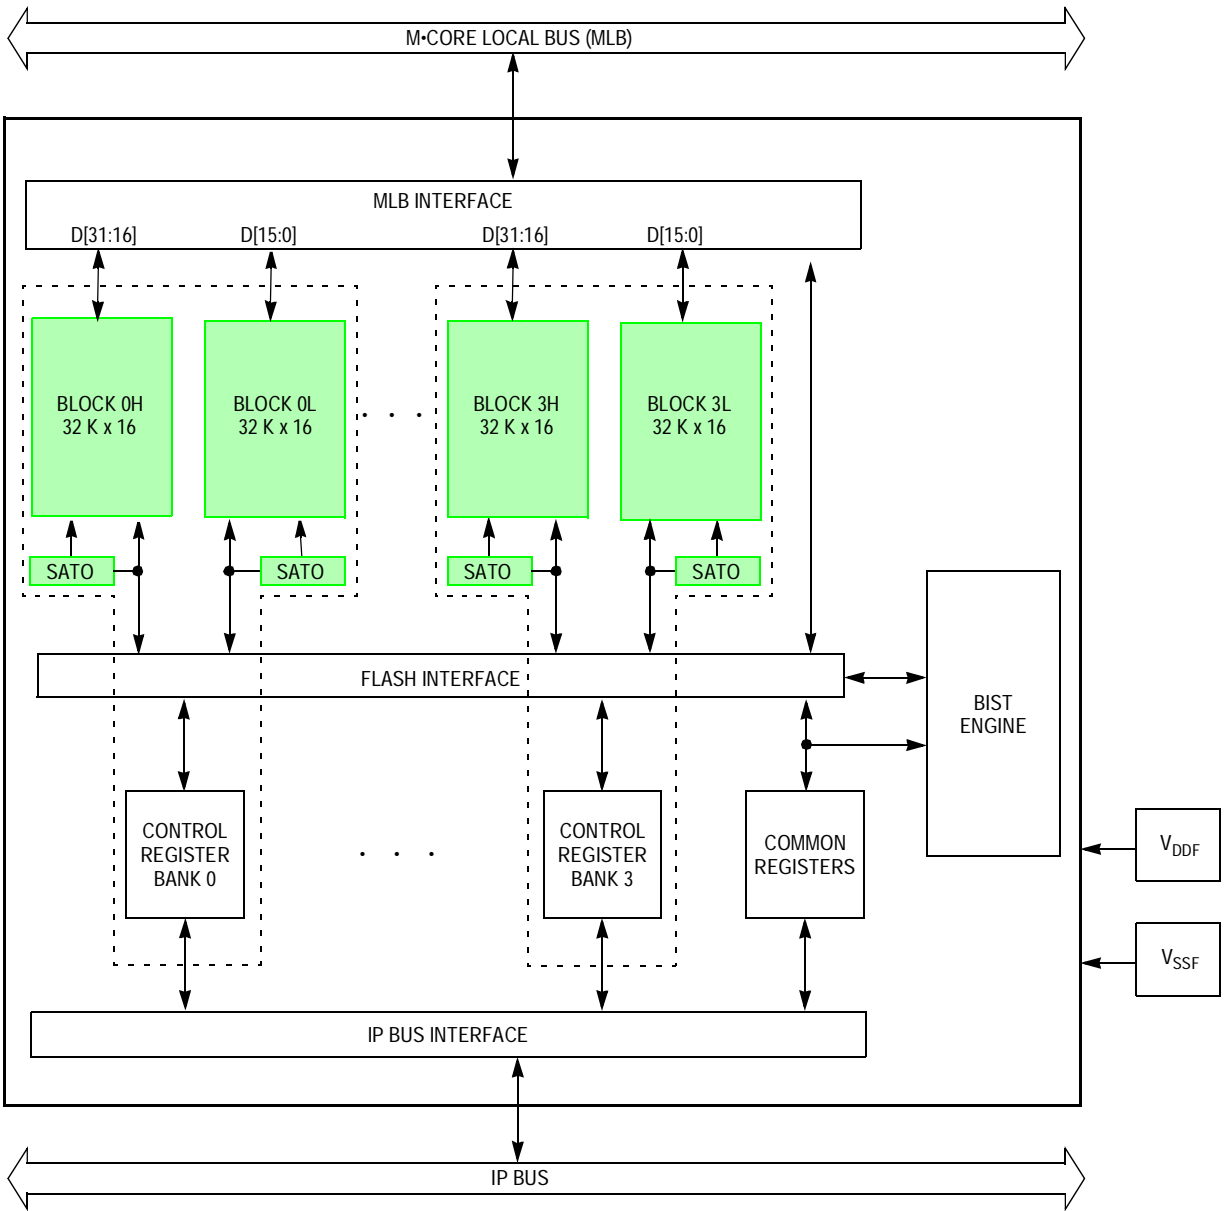 M•CORE LOCAL BUS (MLB)
MLB INTERFACE
D[31:16]
D[15:0]
D[31:16]
D[15:0]
BLOCK 0H
32 K x 16
BLOCK 0L
32 K x 16
. . .
BLOCK 3H
32 K x 16
BLOCK 3L
32 K x 16
SATO
SATO
SATO
SATO
FLASH INTERFACE
BIST
ENGINE
CONTROL
REGISTER
BANK 0
. . .
CONTROL
REGISTER
BANK 3
COMMON
REGISTERS
VDDF
VSSF
IP BUS INTERFACE
IP BUS